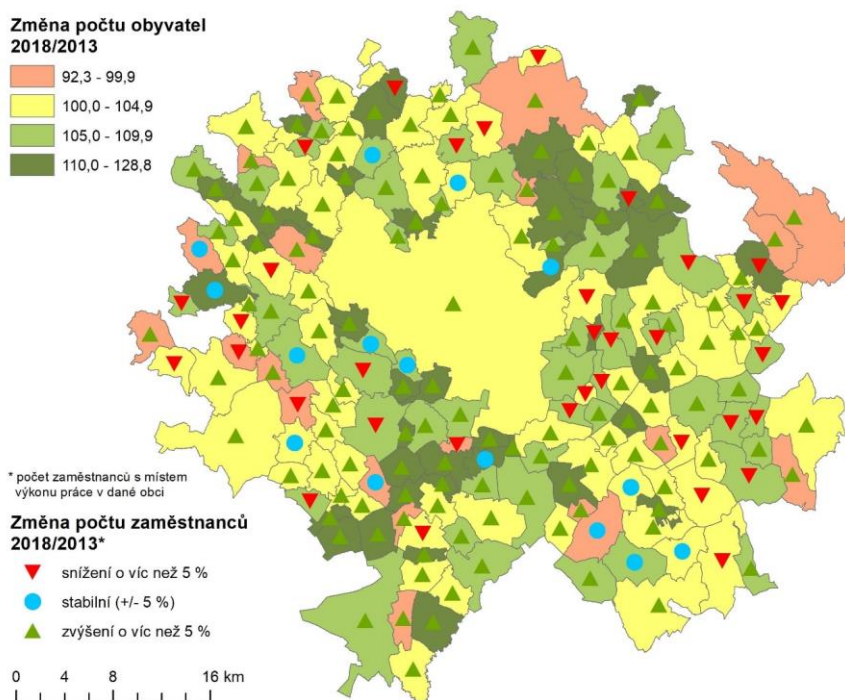 Změna počtu obyvatel
2018/2013
92,3 - 99,9
100,0 - 104,9
105,0 - 109,9
110,0 - 128,8
* počet zaměstnanců s místem
výkonu práce v dané obci
Změna počtu zaměstnanců
2018/2013*
snížení o víc než 5 %
stabilní (+/- 5 %)
zvýšení o víc než 5 %
0 4 8 16 km